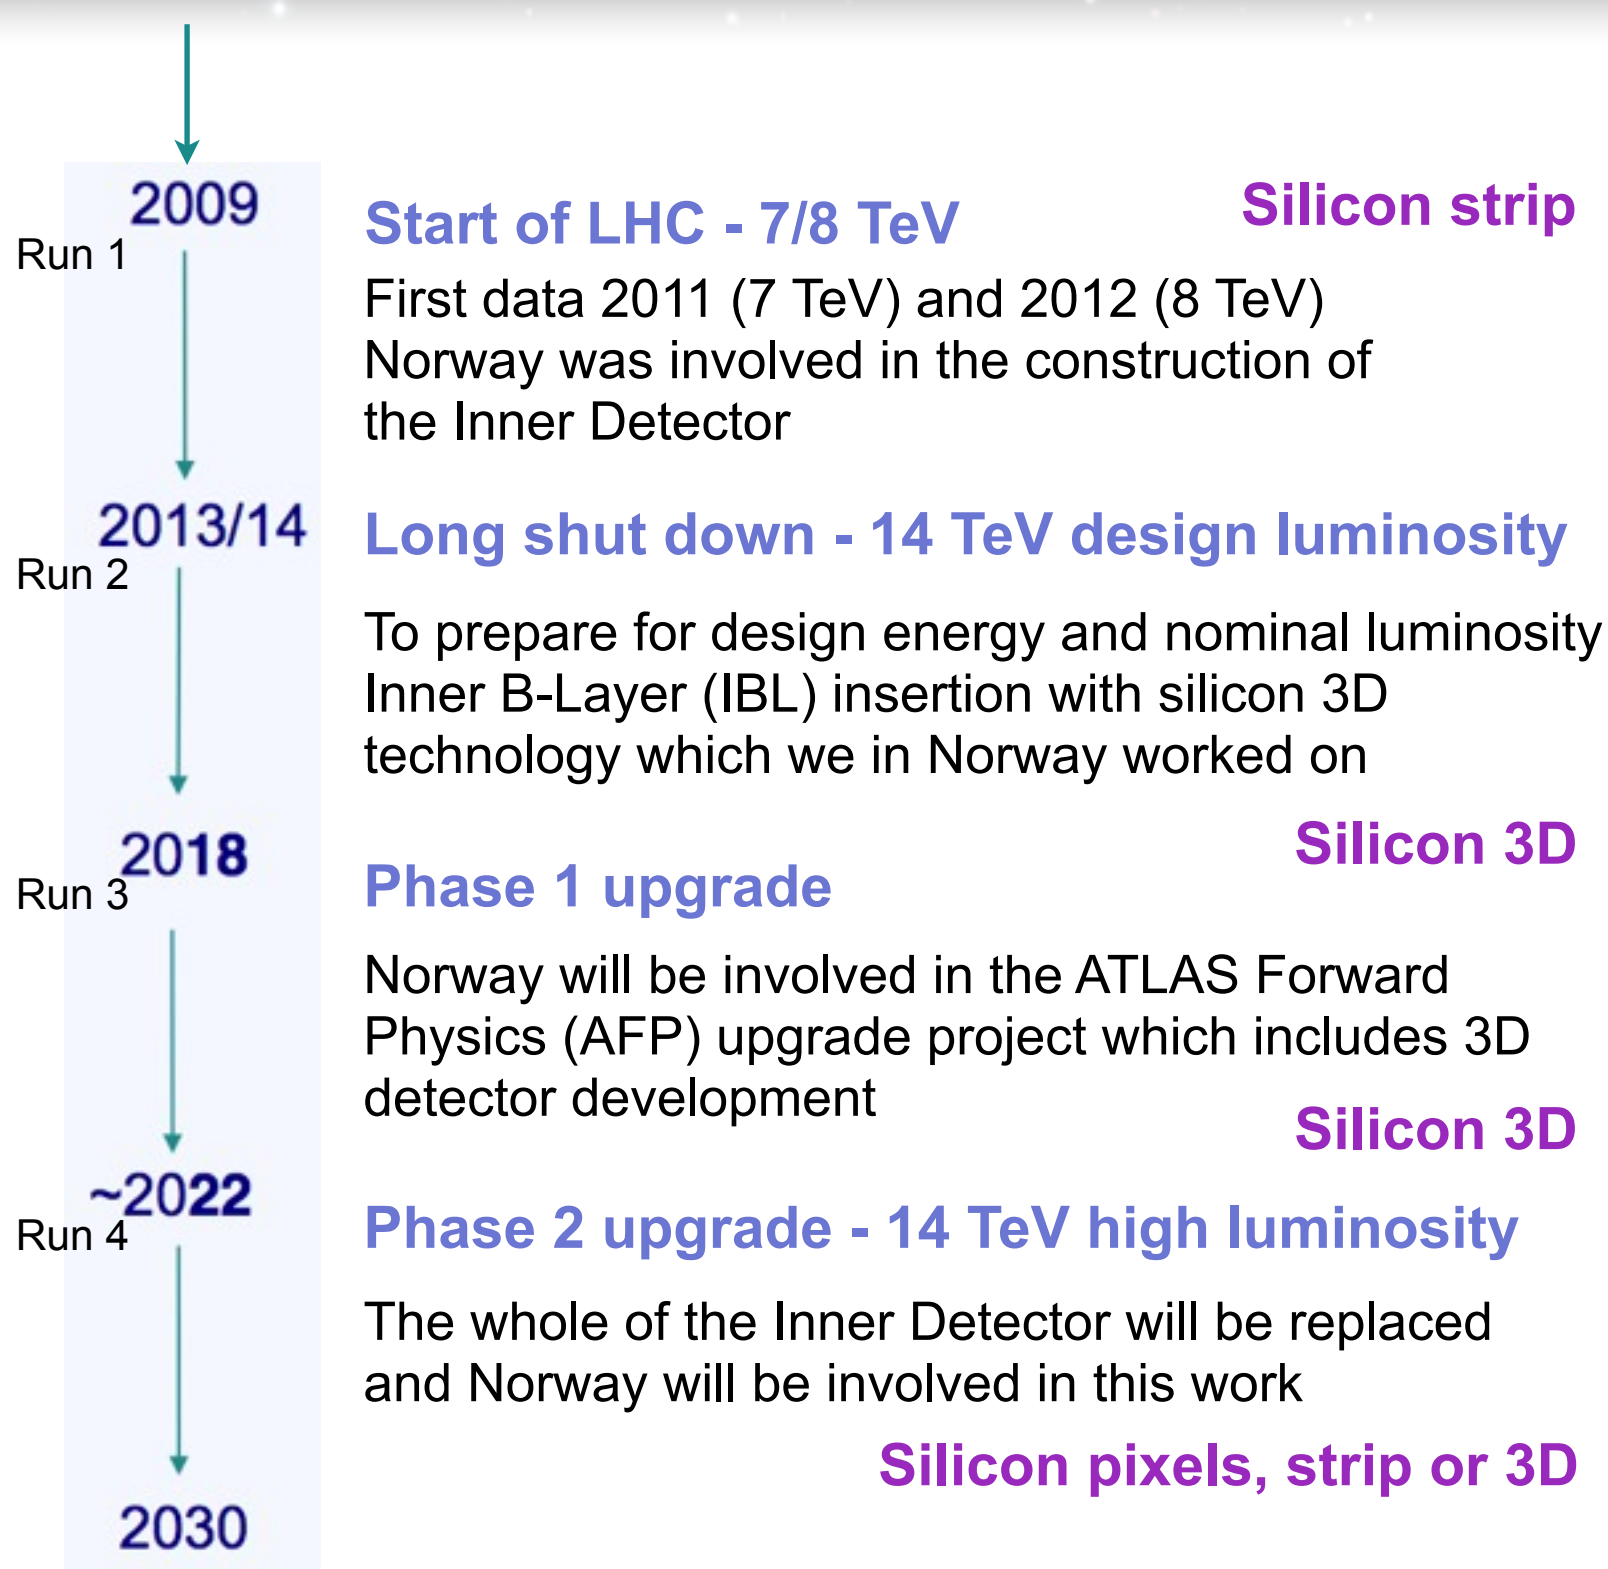 2009
Run 1
Start of LHC - 7/8 TeV
Silicon strip
First data 2011 (7 TeV) and 2012 (8 TeV)
Norway was involved in the construction of
the Inner Detector
2013/14
Run 2
Long shut down - 14 TeV design luminosity
To prepare for design energy and nominal luminosity
Inner B-Layer (IBL) insertion with silicon 3D
technology which we in Norway worked on
Silicon 3D
2018
Run 3
Phase 1 upgrade
Norway will be involved in the ATLAS Forward
Physics (AFP) upgrade project which includes 3D
detector development
Silicon 3D
~2022
Run 4
Phase 2 upgrade - 14 TeV high luminosity
The whole of the Inner Detector will be replaced
and Norway will be involved in this work
Silicon pixels, strip or 3D
2030